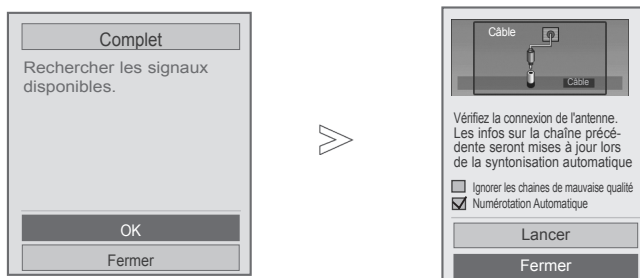 Complet
Rechercher les signaux
disponibles.
OK
Fermer
Câble
Câble
Vérifiez la connexion de l'antenne.
Les infos sur la chaîne précé-
dente seront mises à jour lors
de la syntonisation automatique
Ignorer les chaines de mauvaise qualité
Numérotation Automatique
Lancer
Fermer